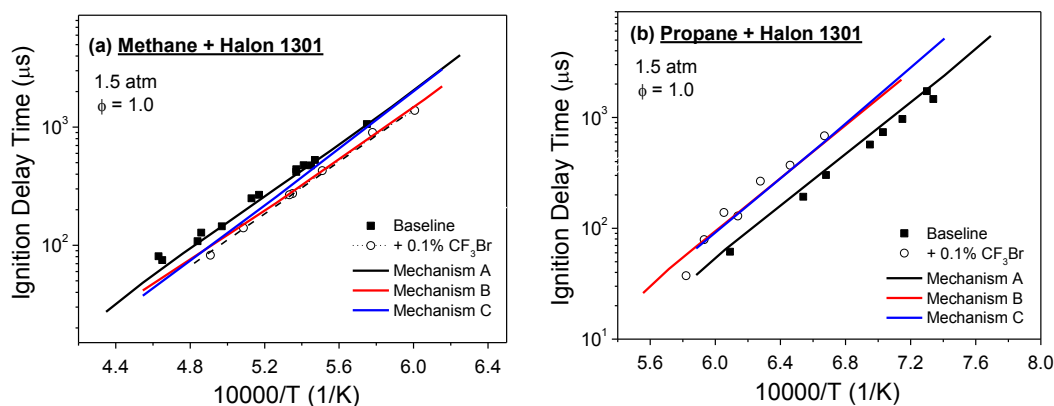 (a) Methane + Halon 1301
1.5 atm
ϕ = 1.0
Ignition Delay Time (μs)
10³
10²
Baseline
+ 0.1% CF₃Br
Mechanism A
Mechanism B
Mechanism C
4.4 4.8 5.2 5.6 6.0 6.4
10000/T (1/K)
(b) Propane + Halon 1301
1.5 atm
ϕ = 1.0
Ignition Delay Time (μs)
10³
10²
10¹
Baseline
+ 0.1% CF₃Br
Mechanism A
Mechanism B
Mechanism C
5.6 6.0 6.4 6.8 7.2 7.6 8.0
10000/T (1/K)